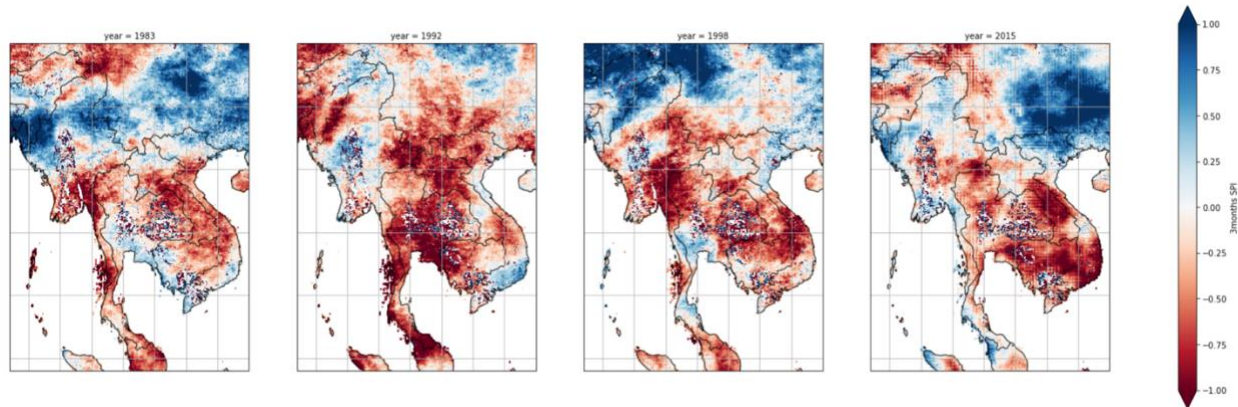 year = 1983
year = 1992
year = 1998
year = 2015
1.00
0.75
0.50
0.25
0.00
−0.25
−0.50
−0.75
−1.00
3months SPI